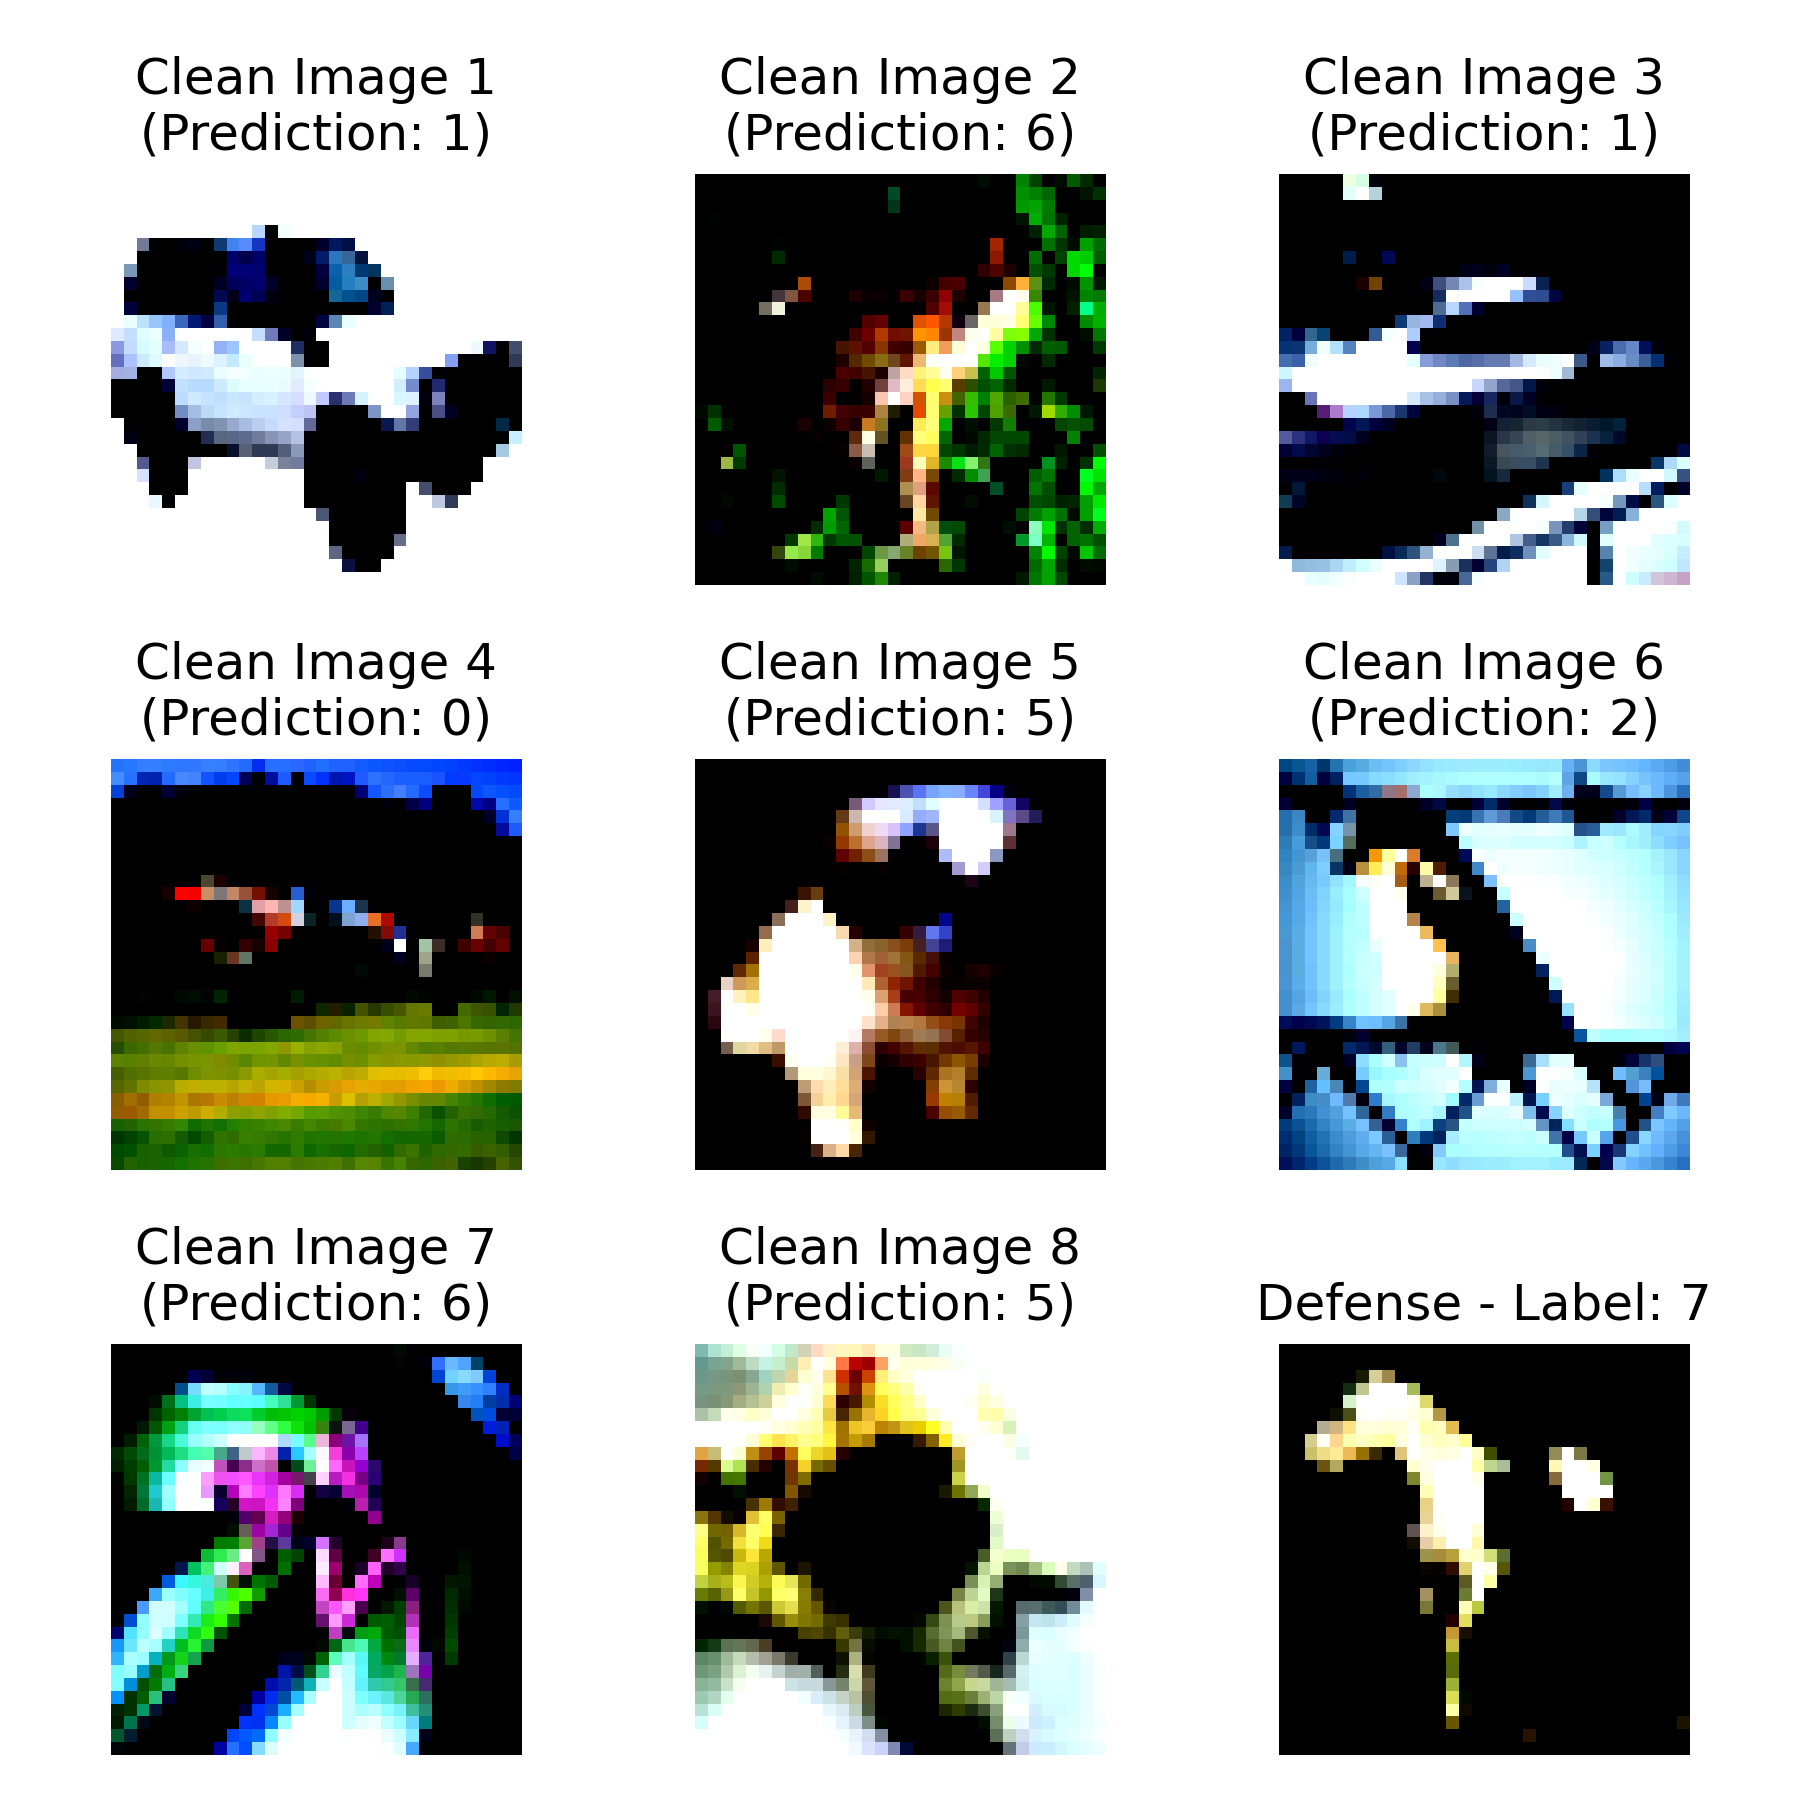 Clean Image 1
(Prediction: 1)
Clean Image 2
(Prediction: 6)
Clean Image 3
(Prediction: 1)
Clean Image 4
(Prediction: 0)
Clean Image 5
(Prediction: 5)
Clean Image 6
(Prediction: 2)
Clean Image 7
(Prediction: 6)
Clean Image 8
(Prediction: 5)
Defense - Label: 7